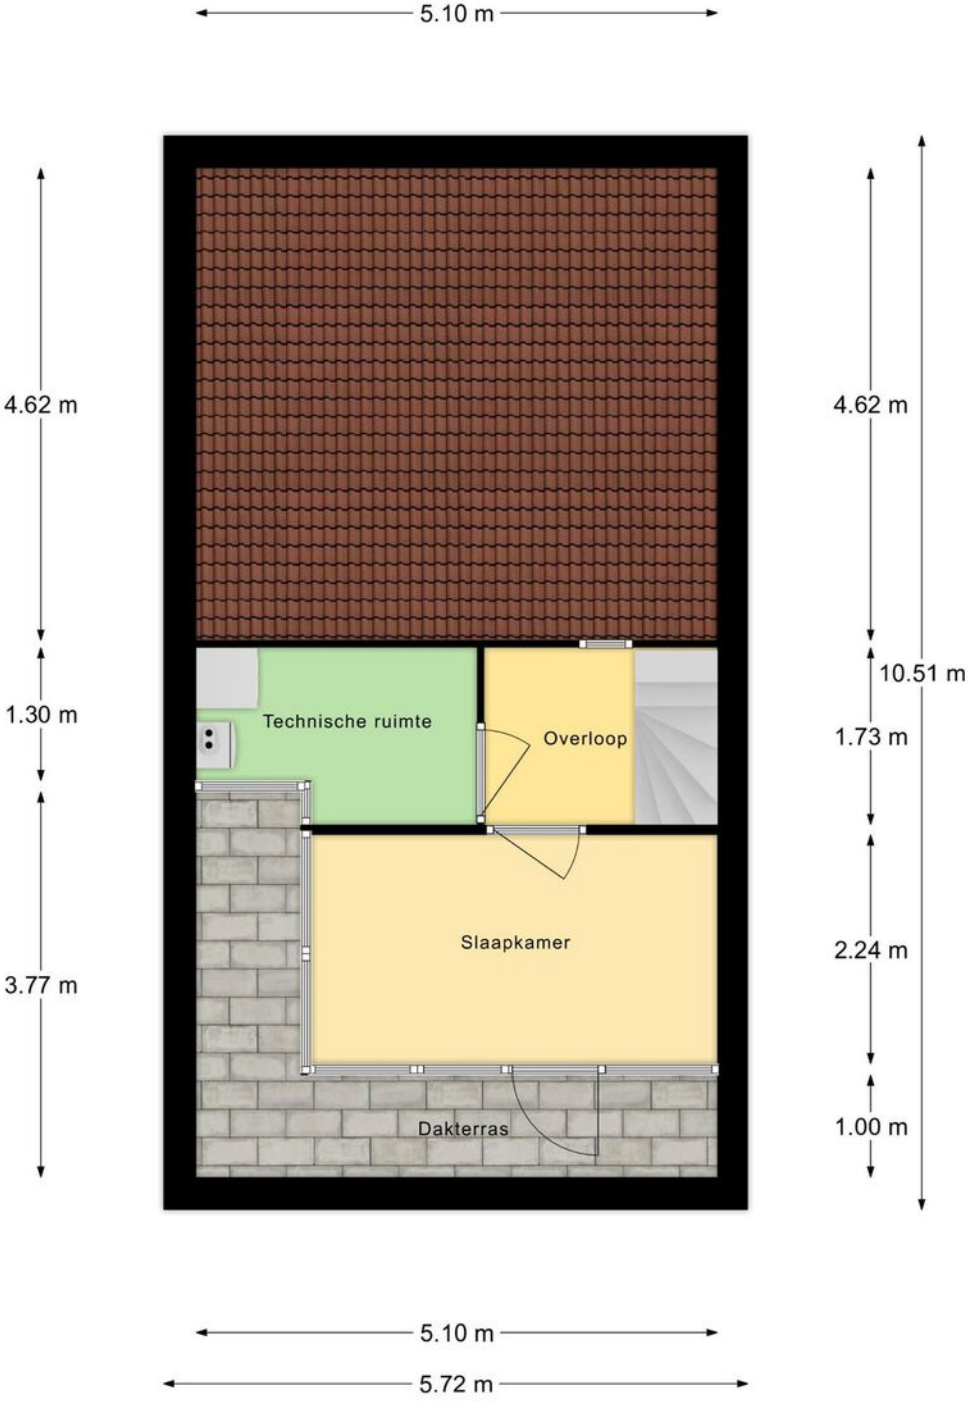 5.10 m
4.62 m
4.62 m
10.51 m
1.30 m
Technische ruimte
Overloop
1.73 m
Slaapkamer
2.24 m
3.77 m
Dakterras
1.00 m
5.10 m
5.72 m